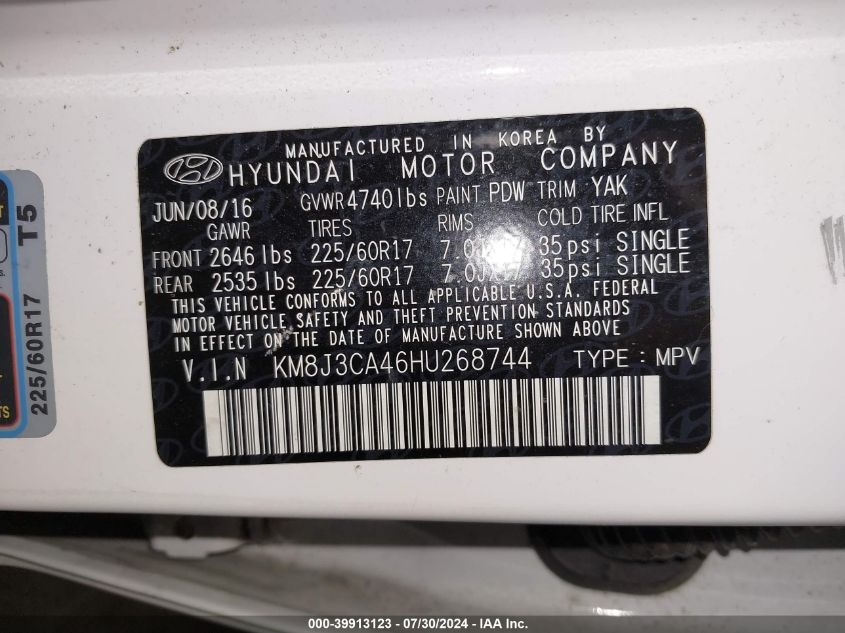 MANUFACTURED IN KOREA BY
HYUNDAI MOTOR COMPANY
JUN/08/16 GVWR 4740lbs PAINT PDW TRIM YAK
GAWR TIRES RIMS COLD TIRE INFL
FRONT 2646 lbs 225/60R17 35psi SINGLE
REAR 2535 lbs 225/60R17 35psi SINGLE
THIS VEHICLE CONFORMS TO ALL APPLICABLE U.S.A. FEDERAL
MOTOR VEHICLE SAFETY AND THEFT PREVENTION STANDARDS
IN EFFECT ON THE DATE OF MANUFACTURE SHOWN ABOVE
V.I.N KM8J3CA46HU268744 TYPE : MPV
225/60R17 T5
000-39913123 - 07/30/2024 - IAA Inc.